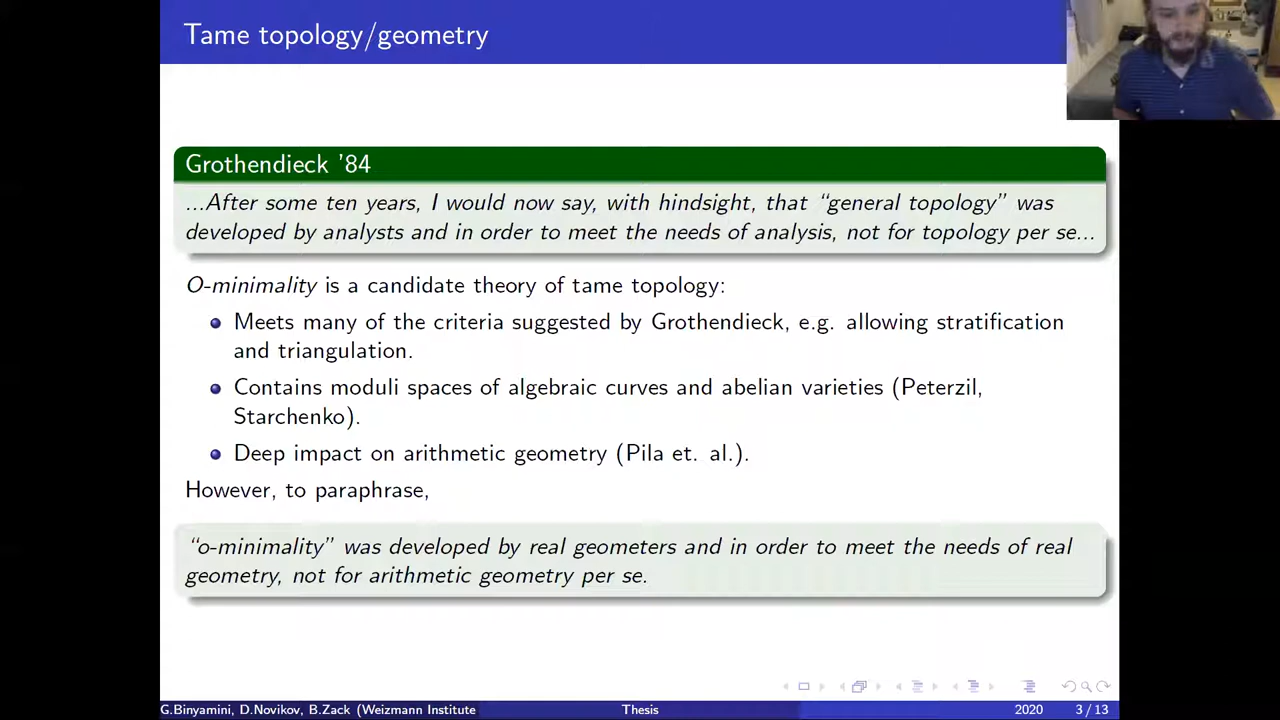 Tame topology/geometry
Grothendieck '84
...After some ten years, I would now say, with hindsight, that “general topology” was
developed by analysts and in order to meet the needs of analysis, not for topology per se...
O-minimality is a candidate theory of tame topology:
Meets many of the criteria suggested by Grothendieck, e.g. allowing stratification
and triangulation.
Contains moduli spaces of algebraic curves and abelian varieties (Peterzil,
Starchenko).
Deep impact on arithmetic geometry (Pila et. al.).
However, to paraphrase,
“o-minimality” was developed by real geometers and in order to meet the needs of real
geometry, not for arithmetic geometry per se.
G.Binyamini, D.Novikov, B.Zack (Weizmann Institute Thesis 2020 3 / 13